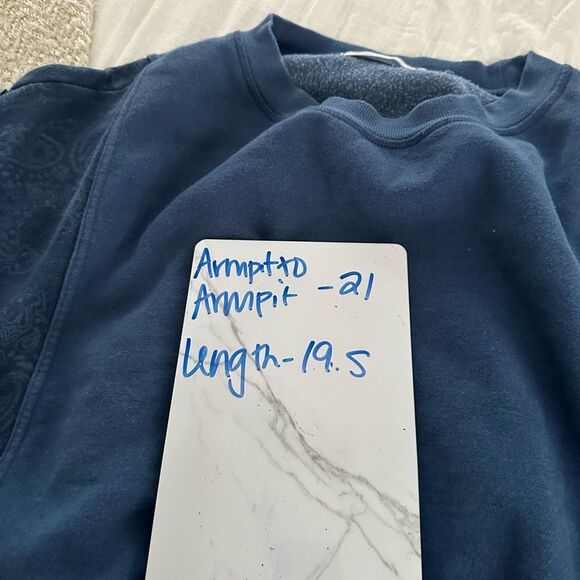 Armpit to
Armpit - 21
length - 19.5